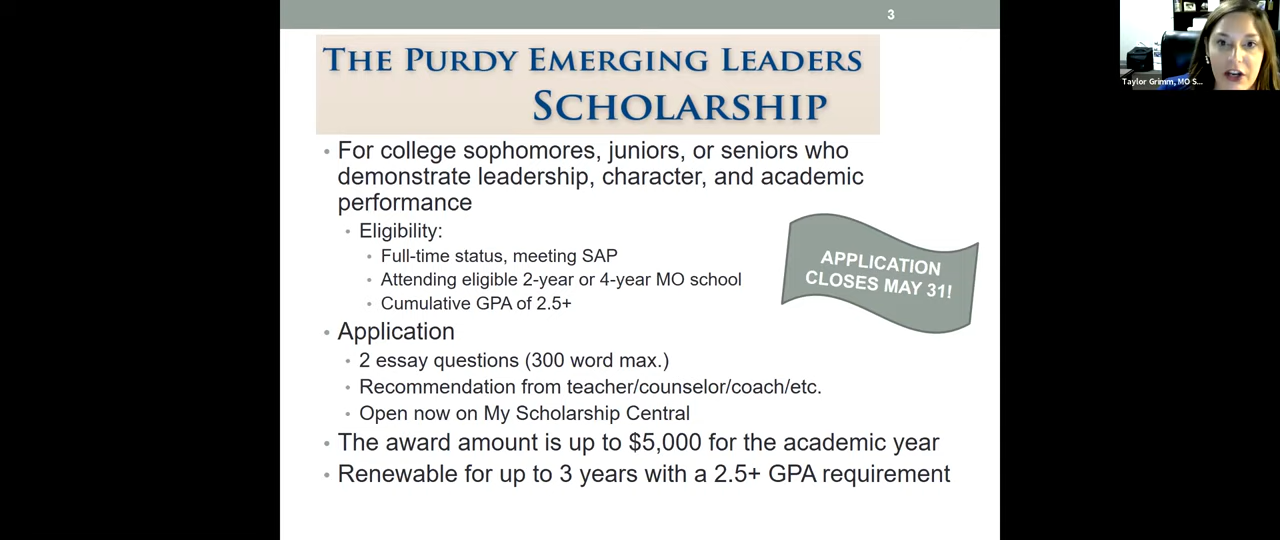 3
THE PURDY EMERGING LEADERS
SCHOLARSHIP
Taylor Grimm, MO S...
• For college sophomores, juniors, or seniors who
demonstrate leadership, character, and academic
performance
• Eligibility:
• Full-time status, meeting SAP
• Attending eligible 2-year or 4-year MO school
• Cumulative GPA of 2.5+
APPLICATION
CLOSES MAY 31!
• Application
• 2 essay questions (300 word max.)
• Recommendation from teacher/counselor/coach/etc.
• Open now on My Scholarship Central
• The award amount is up to $5,000 for the academic year
• Renewable for up to 3 years with a 2.5+ GPA requirement